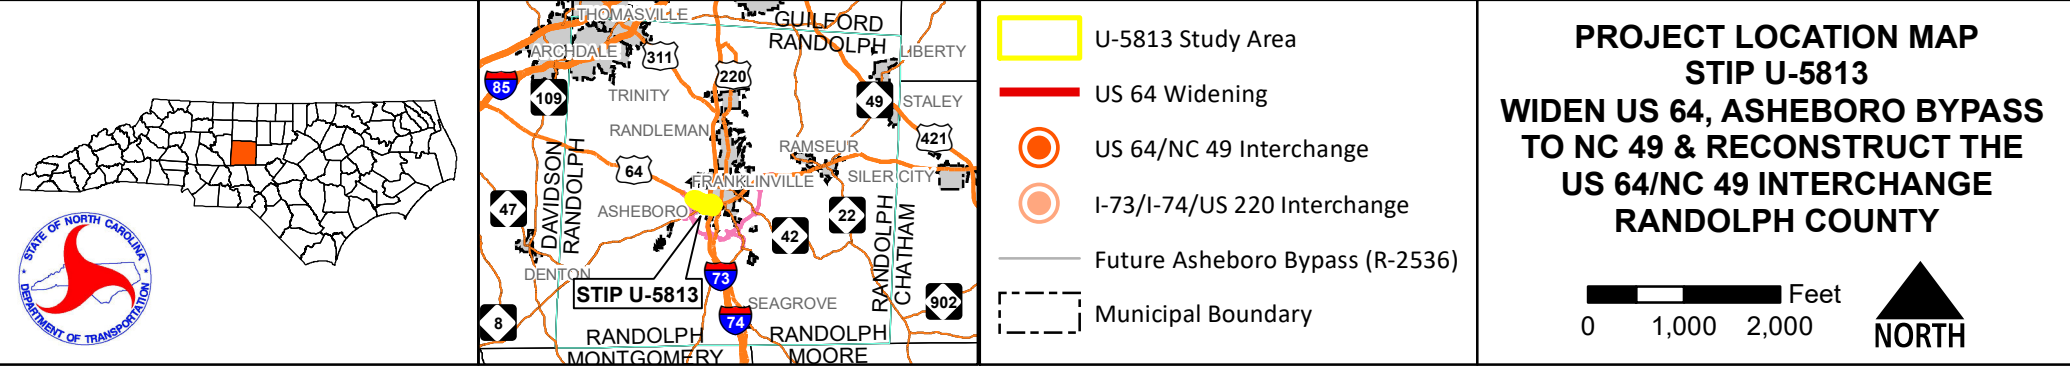 STATE OF NORTH CAROLINA
DEPARTMENT OF TRANSPORTATION
THOMASVILLE
GUILFORD
RANDOLPH
ARCHDALE
LIBERTY
311
220
85
109
TRINITY
49
STALEY
RANDLEMAN
421
RAMSEUR
DAVIDSON
RANDOLPH
64
FRANKLINVILLE
SILER CITY
47
ASHEBORO
22
42
RANDOLPH
CHATHAM
DENTON
73
STIP U-5813
SEAGROVE
902
8
74
RANDOLPH
RANDOLPH
MONTGOMERY
MOORE
U-5813 Study Area
US 64 Widening
US 64/NC 49 Interchange
I-73/I-74/US 220 Interchange
Future Asheboro Bypass (R-2536)
Municipal Boundary
PROJECT LOCATION MAP
STIP U-5813
WIDEN US 64, ASHEBORO BYPASS
TO NC 49 & RECONSTRUCT THE
US 64/NC 49 INTERCHANGE
RANDOLPH COUNTY
Feet
0 1,000 2,000
NORTH